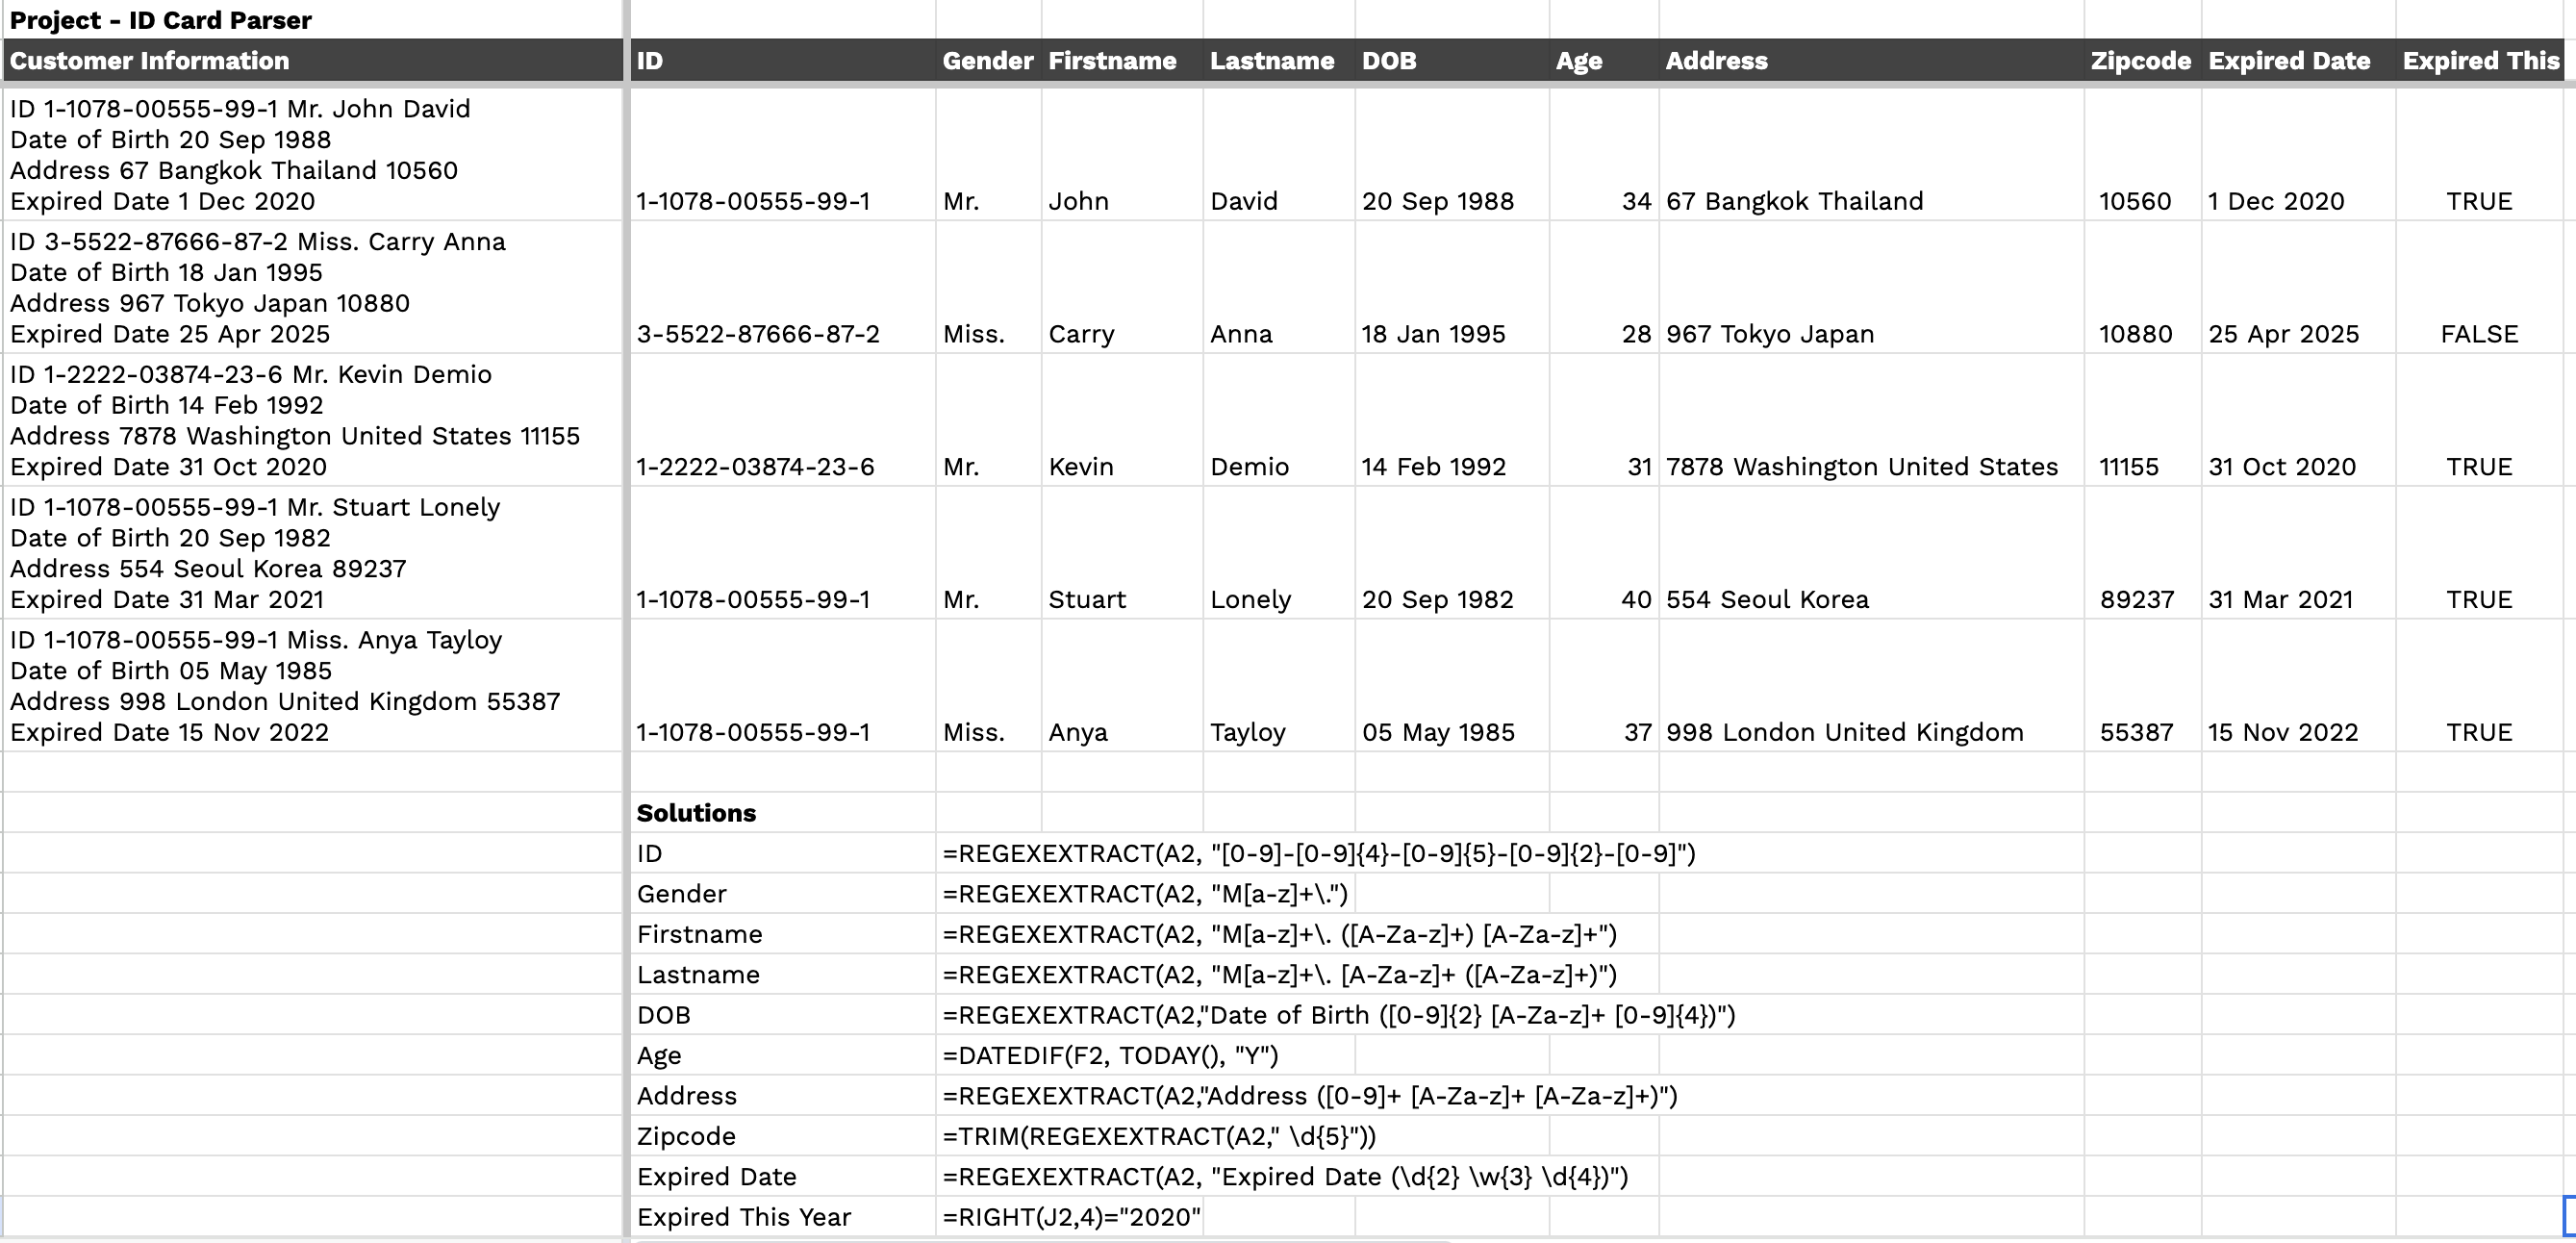 Project - ID Card Parser
Customer Information ID Gender Firstname Lastname DOB Age Address Zipcode Expired Date Expired This
ID 1-1078-00555-99-1 Mr. John David
Date of Birth 20 Sep 1988
Address 67 Bangkok Thailand 10560
Expired Date 1 Dec 2020 1-1078-00555-99-1 Mr. John David 20 Sep 1988 34 67 Bangkok Thailand 10560 1 Dec 2020 TRUE
ID 3-5522-87666-87-2 Miss. Carry Anna
Date of Birth 18 Jan 1995
Address 967 Tokyo Japan 10880
Expired Date 25 Apr 2025 3-5522-87666-87-2 Miss. Carry Anna 18 Jan 1995 28 967 Tokyo Japan 10880 25 Apr 2025 FALSE
ID 1-2222-03874-23-6 Mr. Kevin Demio
Date of Birth 14 Feb 1992
Address 7878 Washington United States 11155
Expired Date 31 Oct 2020 1-2222-03874-23-6 Mr. Kevin Demio 14 Feb 1992 31 7878 Washington United States 11155 31 Oct 2020 TRUE
ID 1-1078-00555-99-1 Mr. Stuart Lonely
Date of Birth 20 Sep 1982
Address 554 Seoul Korea 89237
Expired Date 31 Mar 2021 1-1078-00555-99-1 Mr. Stuart Lonely 20 Sep 1982 40 554 Seoul Korea 89237 31 Mar 2021 TRUE
ID 1-1078-00555-99-1 Miss. Anya Tayloy
Date of Birth 05 May 1985
Address 998 London United Kingdom 55387
Expired Date 15 Nov 2022 1-1078-00555-99-1 Miss. Anya Tayloy 05 May 1985 37 998 London United Kingdom 55387 15 Nov 2022 TRUE
Solutions
ID =REGEXEXTRACT(A2, "[0-9]-[0-9]{4}-[0-9]{5}-[0-9]{2}-[0-9]")
Gender =REGEXEXTRACT(A2, "M[a-z]+\.")
Firstname =REGEXEXTRACT(A2, "M[a-z]+\. ([A-Za-z]+) [A-Za-z]+")
Lastname =REGEXEXTRACT(A2, "M[a-z]+\. [A-Za-z]+ ([A-Za-z]+)")
DOB =REGEXEXTRACT(A2,"Date of Birth ([0-9]{2} [A-Za-z]+ [0-9]{4})")
Age =DATEDIF(F2, TODAY(), "Y")
Address =REGEXEXTRACT(A2,"Address ([0-9]+ [A-Za-z]+ [A-Za-z]+)")
Zipcode =TRIM(REGEXEXTRACT(A2," \d{5}"))
Expired Date =REGEXEXTRACT(A2, "Expired Date (\d{2} \w{3} \d{4})")
Expired This Year =RIGHT(J2,4)="2020"